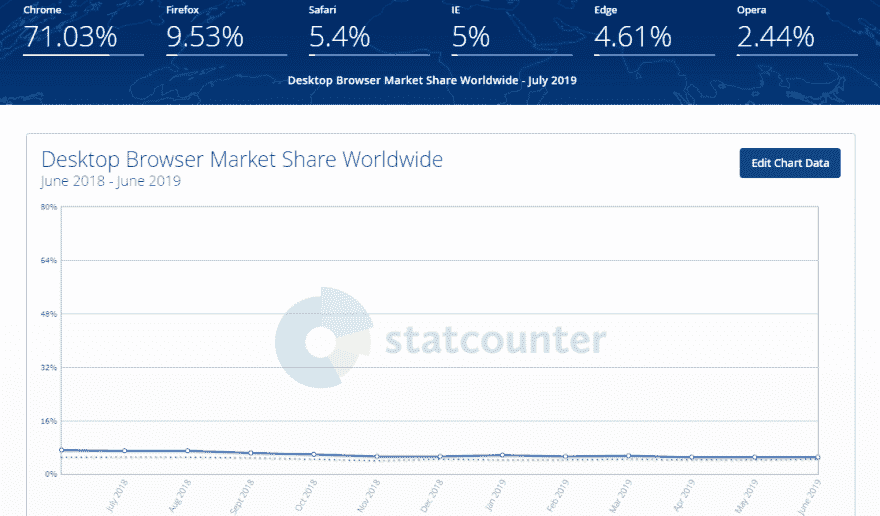 Chrome Firefox Safari IE Edge Opera
71.03% 9.53% 5.4% 5% 4.61% 2.44%
Desktop Browser Market Share Worldwide - July 2019
Desktop Browser Market Share Worldwide
June 2018 - June 2019
Edit Chart Data
80%
64%
48%
statcounter
32%
16%
0%
July 2018 Aug 2018 Sept 2018 Oct 2018 Nov 2018 Dec 2018 Jan 2019 Feb 2019 Mar 2019 Apr 2019 May 2019 June 2019